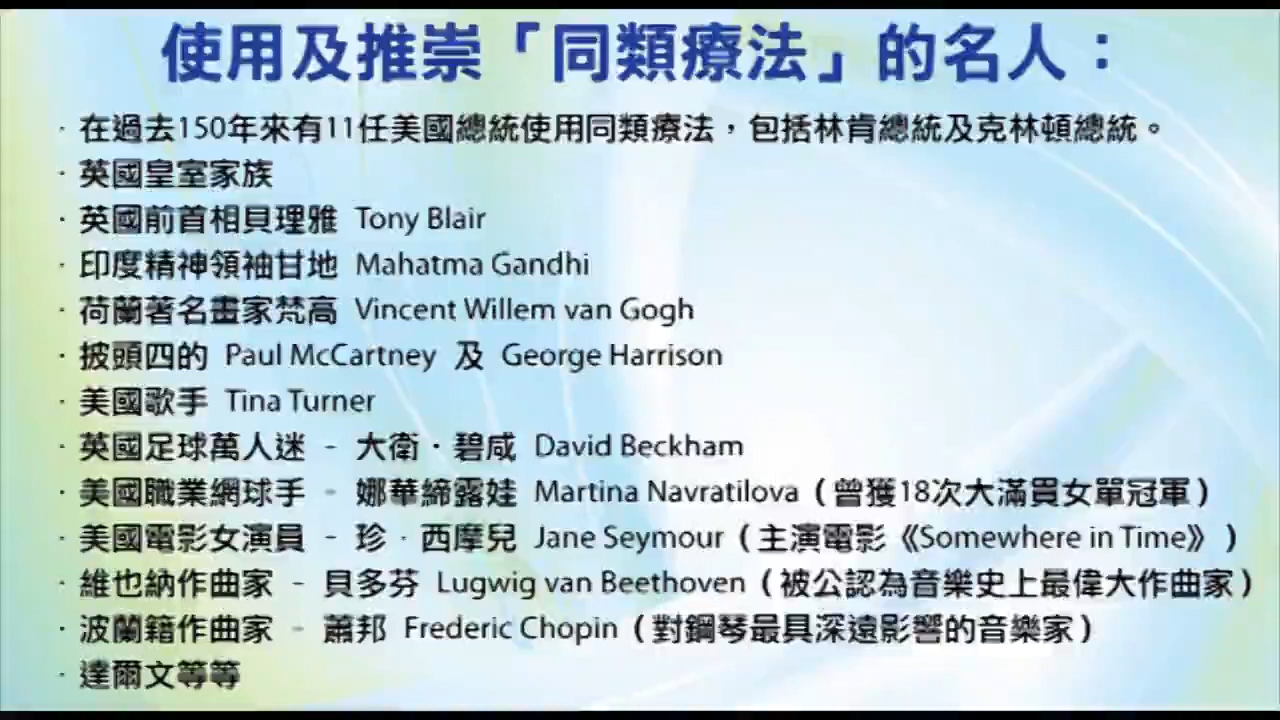 使用及推崇「同類療法」的名人：
· 在過去150年來有11任美國總統使用同類療法，包括林肯總統及克林頓總統。
· 英國皇室家族
· 英國前首相貝理雅 Tony Blair
· 印度精神領袖甘地 Mahatma Gandhi
· 荷蘭著名畫家梵高 Vincent Willem van Gogh
· 披頭四的 Paul McCartney 及 George Harrison
· 美國歌手 Tina Turner
· 英國足球萬人迷 - 大衛·碧咸 David Beckham
· 美國職業網球手 - 娜華締露娃 Martina Navratilova（曾獲18次大滿貫女單冠軍）
· 美國電影女演員 - 珍·西摩兒 Jane Seymour（主演電影《Somewhere in Time》）
· 維也納作曲家 - 貝多芬 Lugwig van Beethoven（被公認為音樂史上最偉大作曲家）
· 波蘭籍作曲家 - 蕭邦 Frederic Chopin（對鋼琴最具深遠影響的音樂家）
· 達爾文等等